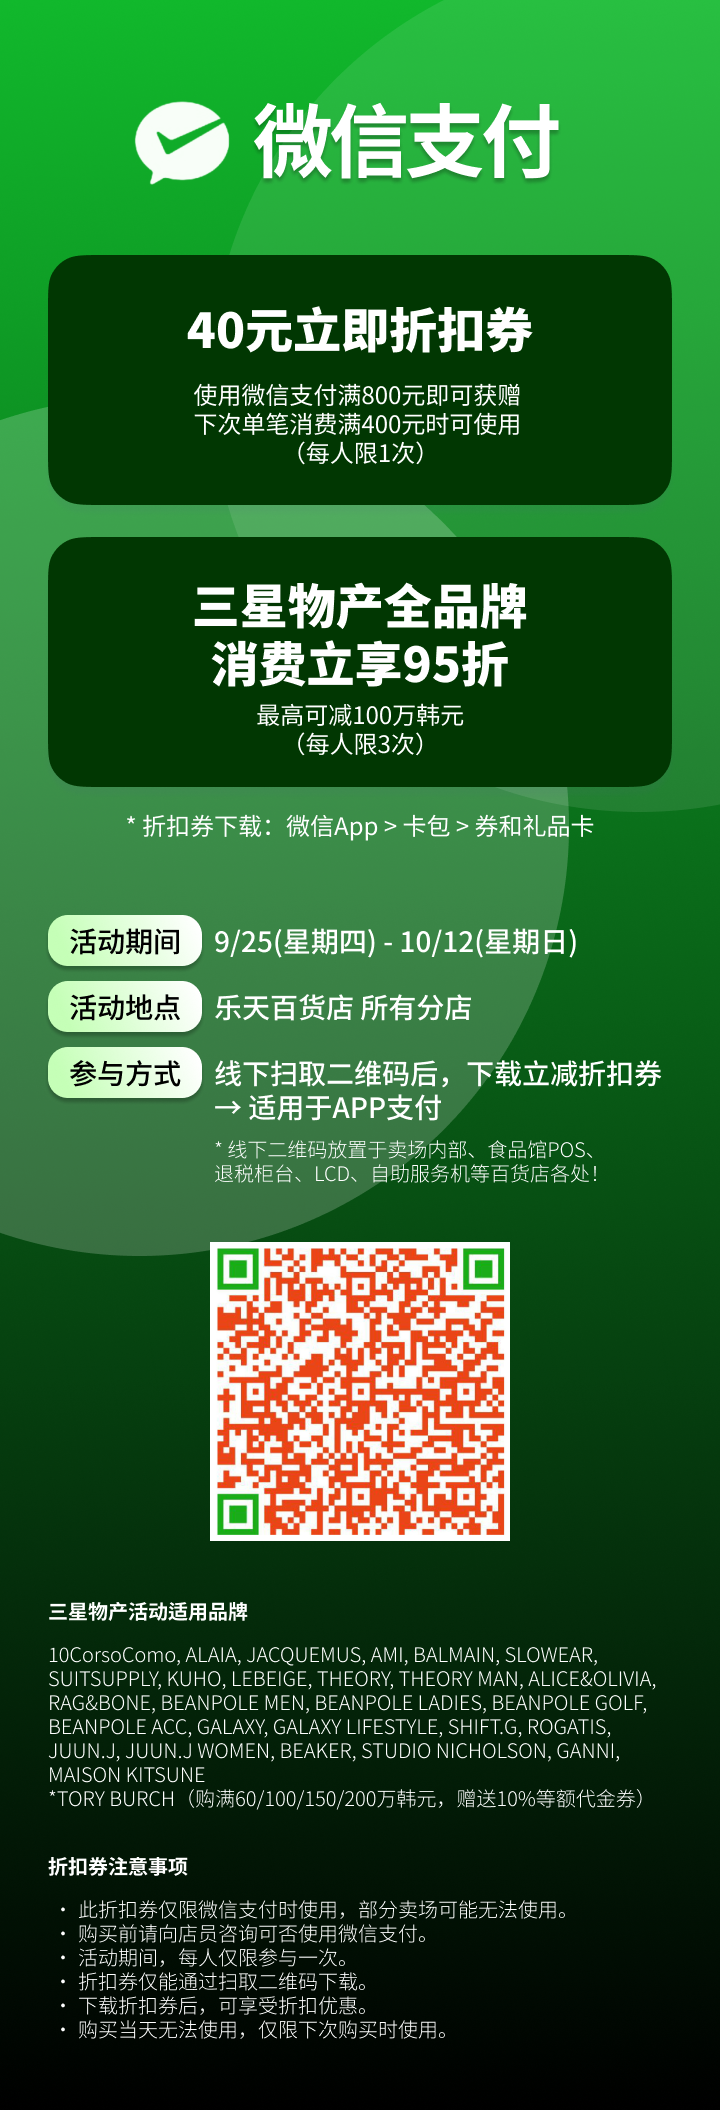 微信支付
40元立即折扣券
使用微信支付满800元即可获赠
下次单笔消费满400元时可使用
（每人限1次）
三星物产全品牌
消费立享95折
最高可减100万韩元
（每人限3次）
* 折扣券下载：微信App > 卡包 > 券和礼品卡
活动期间 9/25(星期四) - 10/12(星期日)
活动地点 乐天百货店 所有分店
参与方式 线下扫取二维码后，下载立减折扣券
→ 适用于APP支付
* 线下二维码放置于卖场内部、食品馆POS、
退税柜台、LCD、自助服务机等百货店各处！
三星物产活动适用品牌
10CorsoComo, ALAIA, JACQUEMUS, AMI, BALMAIN, SLOWEAR,
SUITSUPPLY, KUHO, LEBEIGE, THEORY, THEORY MAN, ALICE&OLIVIA,
RAG&BONE, BEANPOLE MEN, BEANPOLE LADIES, BEANPOLE GOLF,
BEANPOLE ACC, GALAXY, GALAXY LIFESTYLE, SHIFT.G, ROGATIS,
JUUN.J, JUUN.J WOMEN, BEAKER, STUDIO NICHOLSON, GANNI,
MAISON KITSUNE
*TORY BURCH（购满60/100/150/200万韩元，赠送10%等额代金券）
折扣券注意事项
・ 此折扣券仅限微信支付时使用，部分卖场可能无法使用。
・ 购买前请向店员咨询可否使用微信支付。
・ 活动期间，每人仅限参与一次。
・ 折扣券仅能通过扫取二维码下载。
・ 下载折扣券后，可享受折扣优惠。
・ 购买当天无法使用，仅限下次购买时使用。